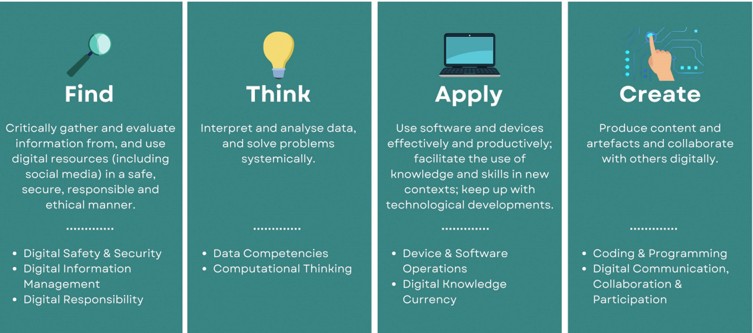 Find
Critically gather and evaluate
information from, and use
digital resources (including
social media) in a safe,
secure, responsible and
ethical manner.
Digital Safety & Security
Digital Information
Management
Digital Responsibility
Think
Interpret and analyse data,
and solve problems
systemically.
Data Competencies
Computational Thinking
Apply
Use software and devices
effectively and productively;
facilitate the use of
knowledge and skills in new
contexts; keep up with
technological developments.
Device & Software
Operations
Digital Knowledge
Currency
Create
Produce content and
artefacts and collaborate
with others digitally.
Coding & Programming
Digital Communication,
Collaboration &
Participation